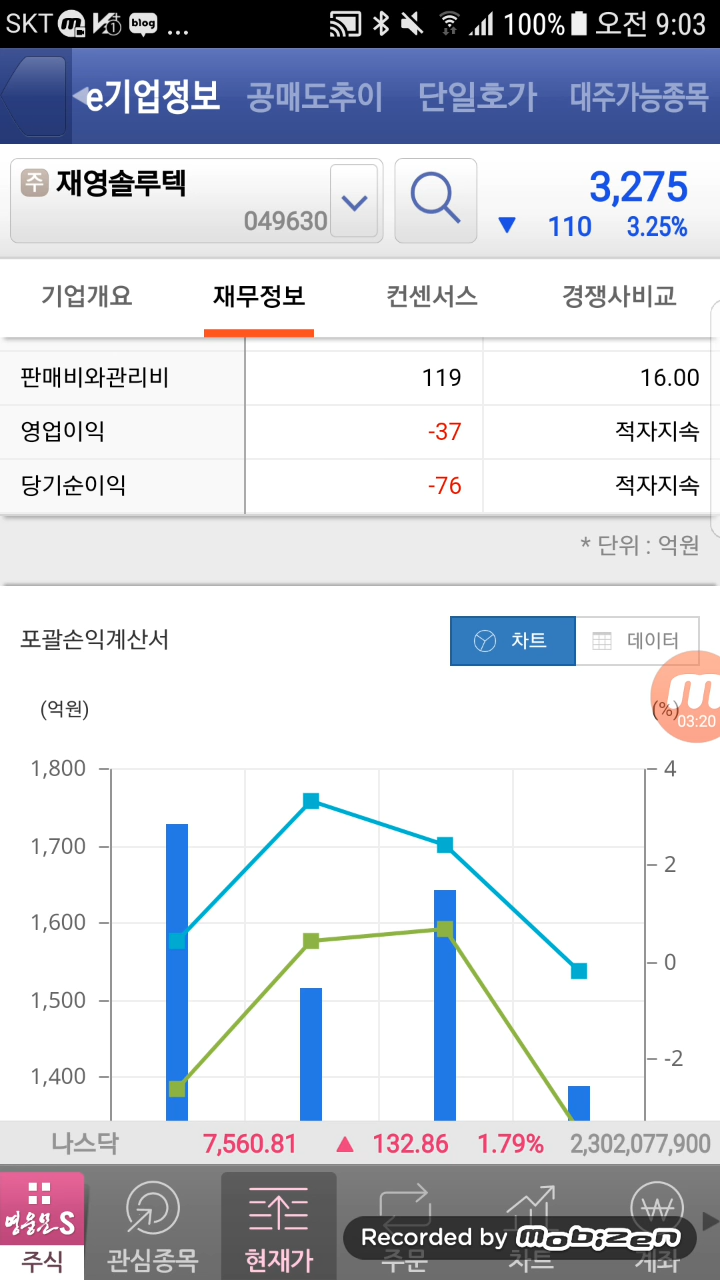 SKT blog ... 100% 오전 9:03
e기업정보 공매도추이 단일호가 대주가능종목
주 재영솔루텍 3,275
049630 ▼ 110 3.25%
기업개요 재무정보 컨센서스 경쟁사비교
판매비와관리비 119 16.00
영업이익 -37 적자지속
당기순이익 -76 적자지속
* 단위 : 억원
포괄손익계산서 차트 데이터
(억원) (%)
03:20
1,800 4
1,700 2
1,600 0
1,500 -2
1,400
나스닥 7,560.81 ▲ 132.86 1.79% 2,302,077,900
영웅문S
Recorded by mobizen
주식 관심종목 현재가 주문 차트 계좌